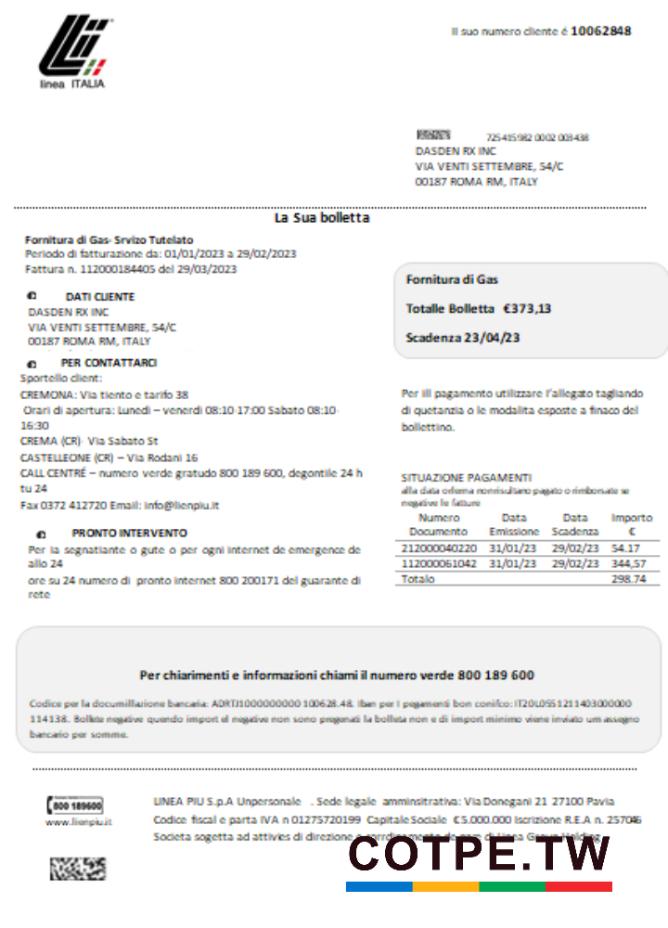 Il suo numero cliente é 10062848
linea ITALIA
725415982 0002 003438
DASDEN RX INC
VIA VENTI SETTEMBRE, 54/C
00187 ROMA RM, ITALY
La Sua bolletta
Fornitura di Gas- Srvizo Tutelato
Periodo di fatturazione da: 01/01/2023 a 29/02/2023
Fattura n. 112000184405 del 29/03/2023
Fornitura di Gas
Totalle Bolletta €373,13
Scadenza 23/04/23
DATI CLIENTE
DASDEN RX INC
VIA VENTI SETTEMBRE, 54/C
00187 ROMA RM, ITALY
PER CONTATTARCI
Sportello client:
CREMONA: Via tiento e tarifo 38
Orari di apertura: Lunedi – venerdi 08:10-17:00 Sabato 08:10-
16:30
CREMA (CR) Via Sabato St
CASTELLEONE (CR) – Via Rodani 16
CALL CENTRÉ – numero verde gratudo 800 189 600, degontile 24 h
tu 24
Fax 0372 412720 Email: info@lienpiu.it
Per ill pagamento utilizzare l'allegato tagliando
di quetanzia o le modalita esposte a finaco del
bollettino.
SITUAZIONE PAGAMENTI
alla data orlema nonrisultano pagato o rimborsate se
negative le fatture
Numero Data Data Importo
Documento Emissione Scadenza €
212000040220 31/01/23 29/02/23 54.17
112000061042 31/01/23 29/02/23 344,57
Totalo 298.74
PRONTO INTERVENTO
Per la segnatiante o gute o per ogni internet de emergence de
allo 24
ore su 24 numero di pronto internet 800 200171 del guarante di
rete
Per chiarimenti e informazioni chiami il numero verde 800 189 600
Codice per la documillazione bancaria: ADRTJ1000000000 100628.48. Iban per I pegamenti bon conifco: IT20L0551211403000000
114138. Bollete negative quendo import el negative non sono pregenati la bolleta non e di import minimo viene inviato um assegno
bancario per somme.
800 189600
www.lienpiu.it
LINEA PIU S.p.A Unpersonale . Sede legale amminsitrativa: Via Donegani 21 27100 Pavia
Codice fiscal e parta IVA n 01275720199 Capitale Sociale €5.000.000 Iscrizione R.E.A n. 257046
Societa sogetta ad attivies di direzione
COTPE.TW